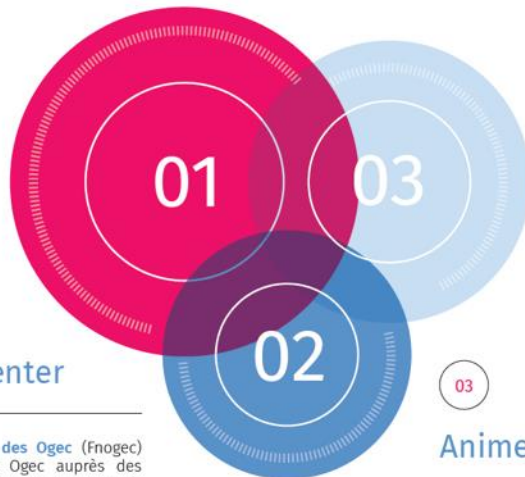 01
03
02
enter
des Ogec (Fnogec)
Ogec auprès des
03
Anime